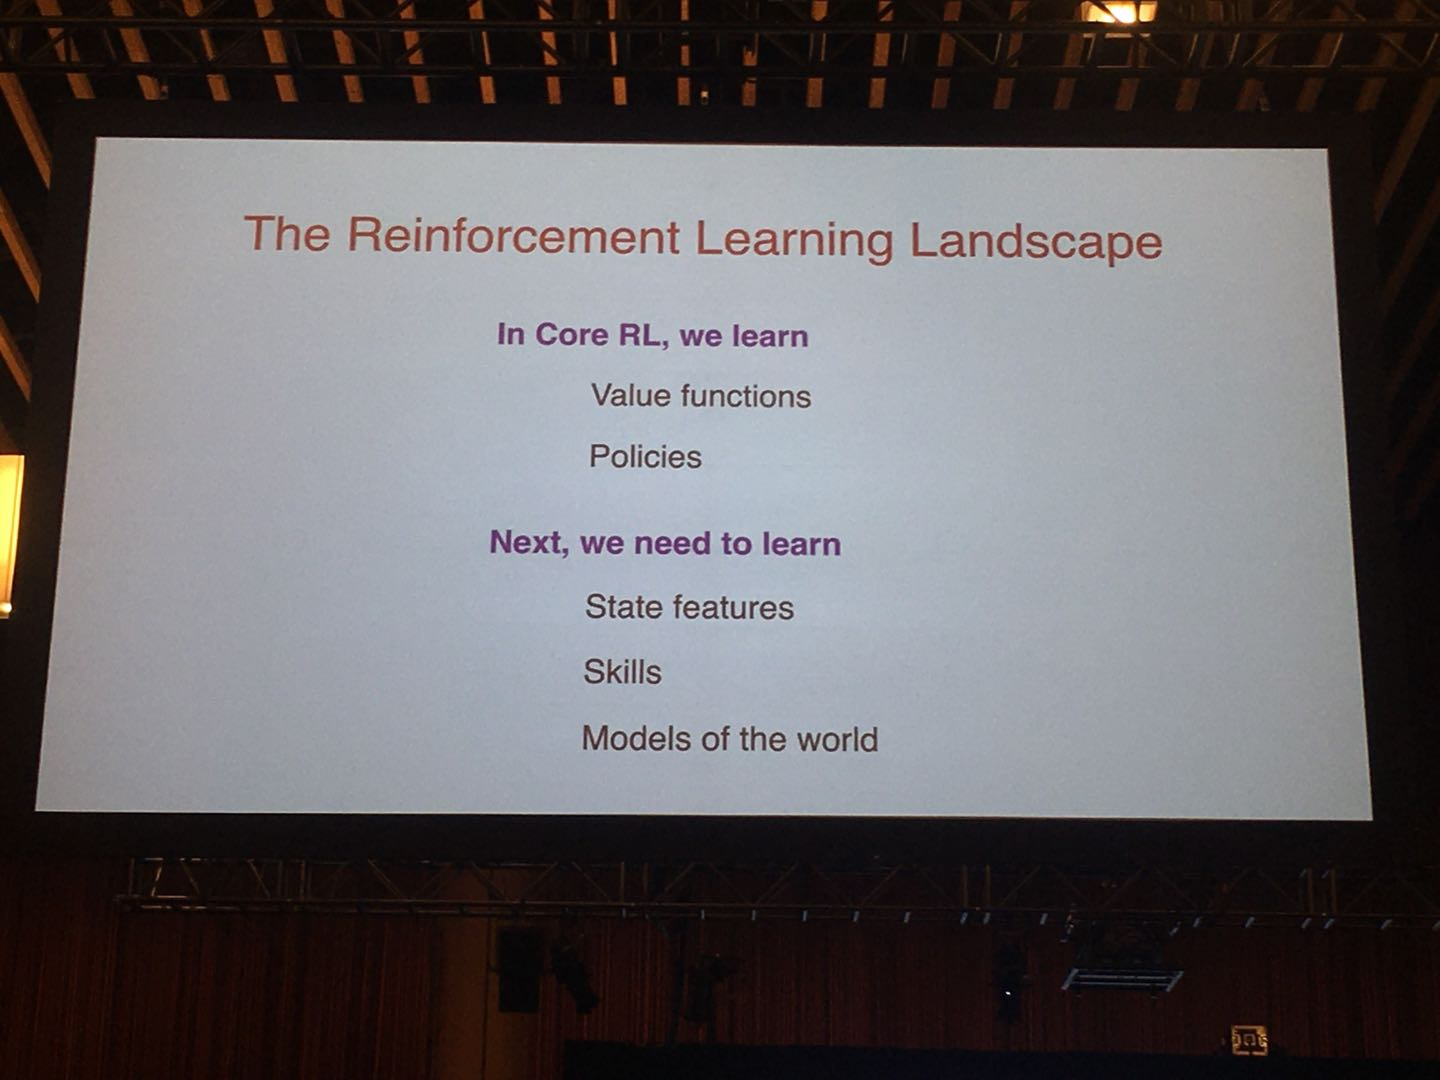 The Reinforcement Learning Landscape
In Core RL, we learn
Value functions
Policies
Next, we need to learn
State features
Skills
Models of the world